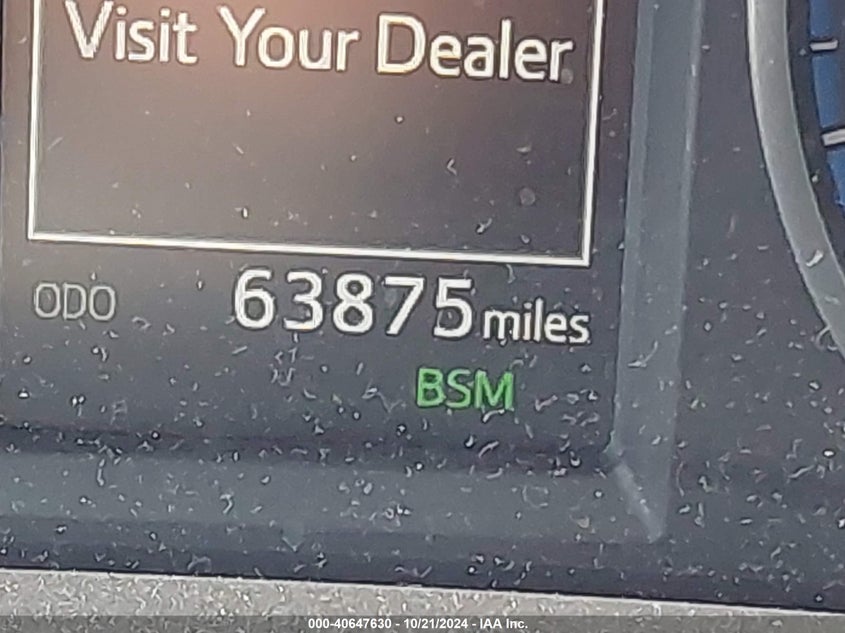 Visit Your Dealer
ODO 63875 miles
BSM
000-40647630 - 10/21/2024 - IAA Inc.